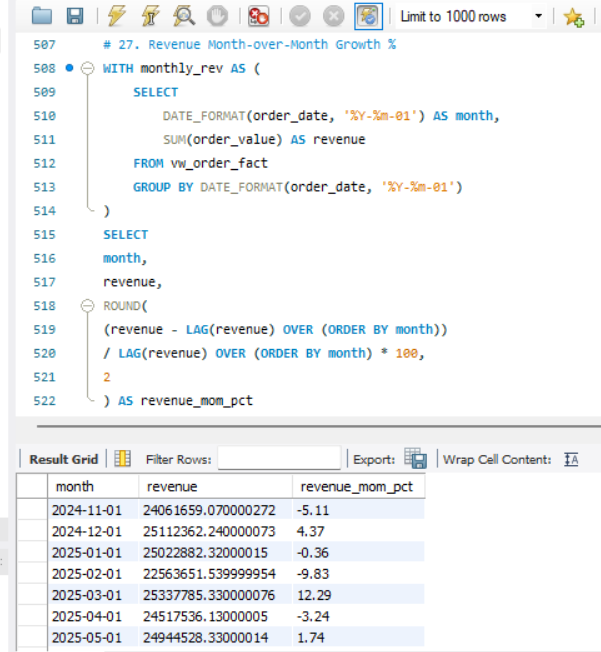 Limit to 1000 rows
507 # 27. Revenue Month-over-Month Growth %
508 WITH monthly_rev AS (
509 SELECT
510 DATE_FORMAT(order_date, '%Y-%m-01') AS month,
511 SUM(order_value) AS revenue
512 FROM vw_order_fact
513 GROUP BY DATE_FORMAT(order_date, '%Y-%m-01')
514 )
515 SELECT
516 month,
517 revenue,
518 ROUND(
519 (revenue - LAG(revenue) OVER (ORDER BY month))
520 / LAG(revenue) OVER (ORDER BY month) * 100,
521 2
522 ) AS revenue_mom_pct
Result Grid Filter Rows: Export: Wrap Cell Content:
month revenue revenue_mom_pct
2024-11-01 24061659.070000272 -5.11
2024-12-01 25112362.240000073 4.37
2025-01-01 25022882.32000015 -0.36
2025-02-01 22563651.539999954 -9.83
2025-03-01 25337785.330000076 12.29
2025-04-01 24517536.13000005 -3.24
2025-05-01 24944528.33000014 1.74